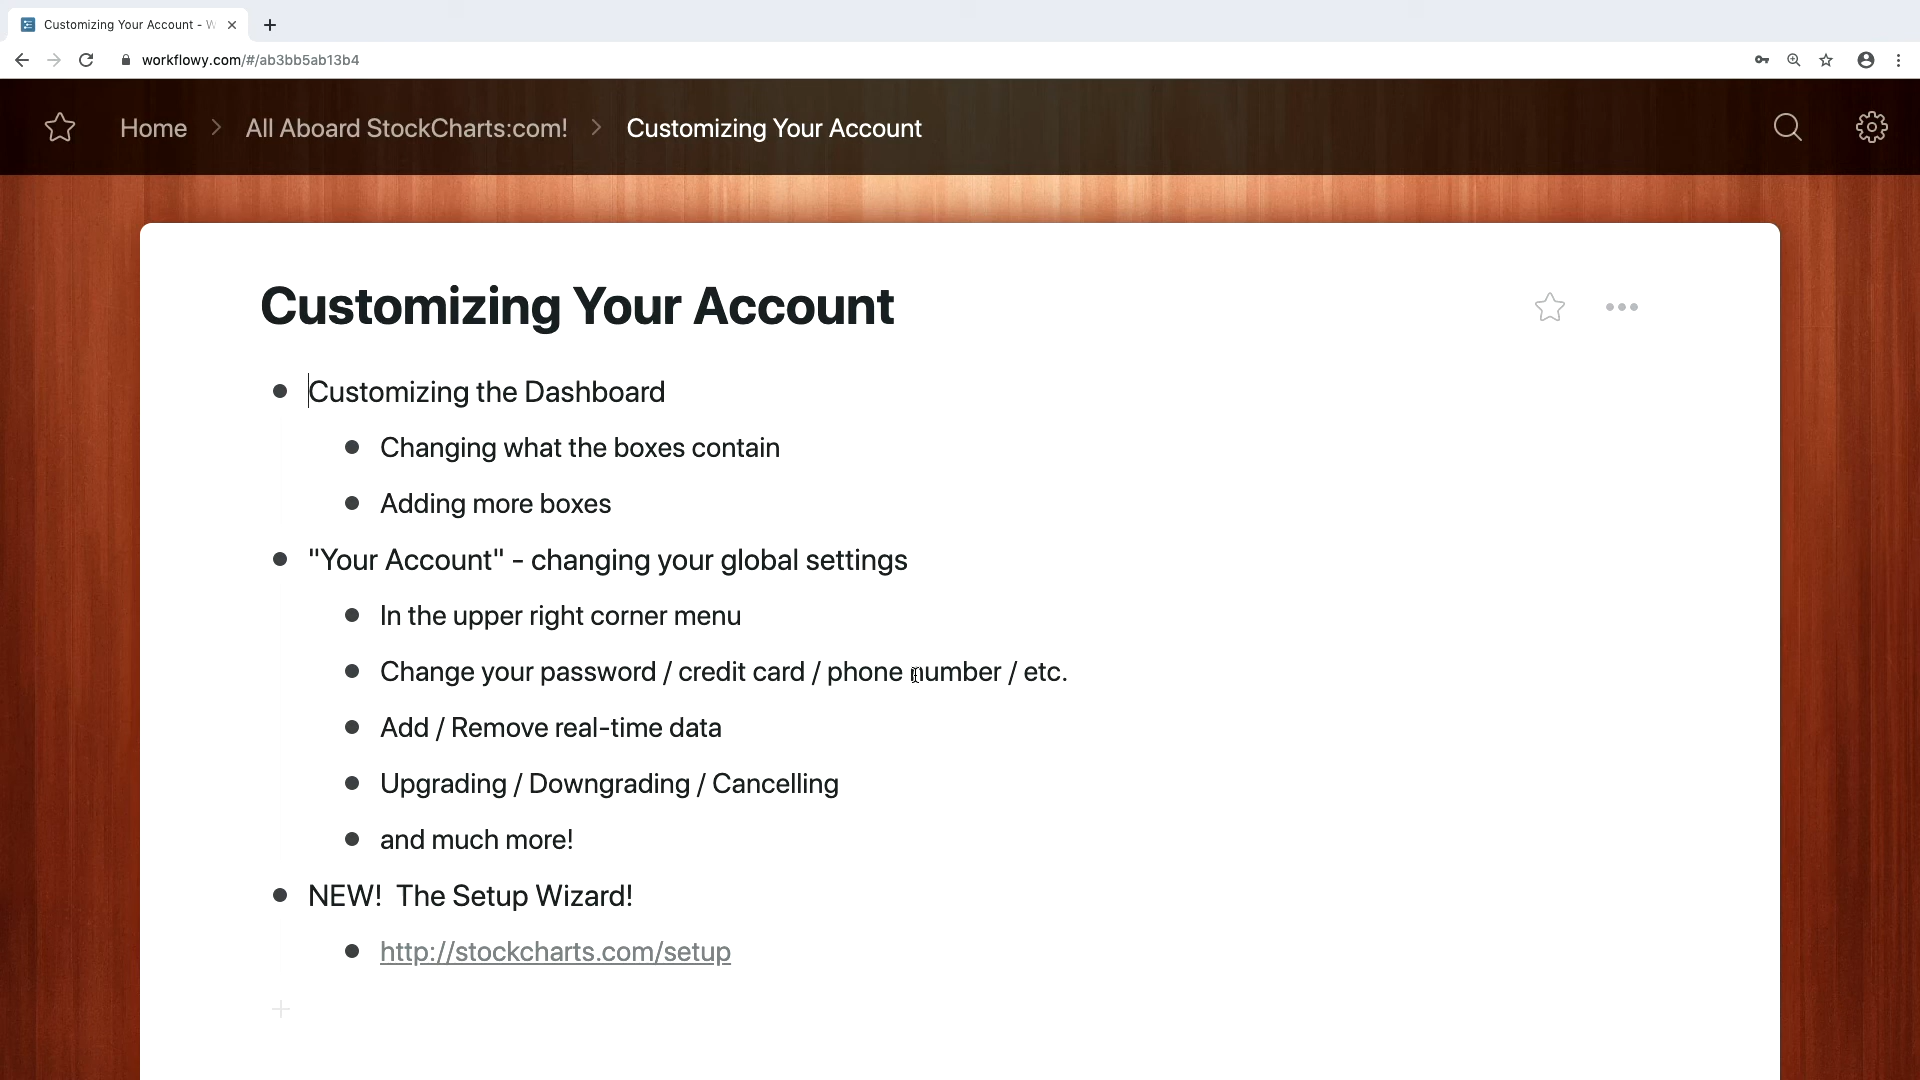 Customizing Your Account - W
workflowy.com/#/ab3bb5ab13b4
Home > All Aboard StockCharts:com! > Customizing Your Account
Customizing Your Account
Customizing the Dashboard
Changing what the boxes contain
Adding more boxes
"Your Account" - changing your global settings
In the upper right corner menu
Change your password / credit card / phone number / etc.
Add / Remove real-time data
Upgrading / Downgrading / Cancelling
and much more!
NEW!  The Setup Wizard!
http://stockcharts.com/setup